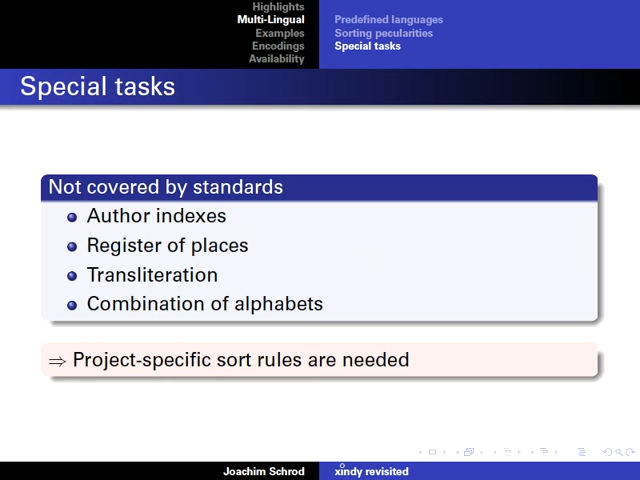 Highlights
Multi-Lingual
Examples
Encodings
Availability
Predefined languages
Sorting pecularities
Special tasks
Special tasks
Not covered by standards
Author indexes
Register of places
Transliteration
Combination of alphabets
⇒ Project-specific sort rules are needed
Joachim Schrod
xindy revisited